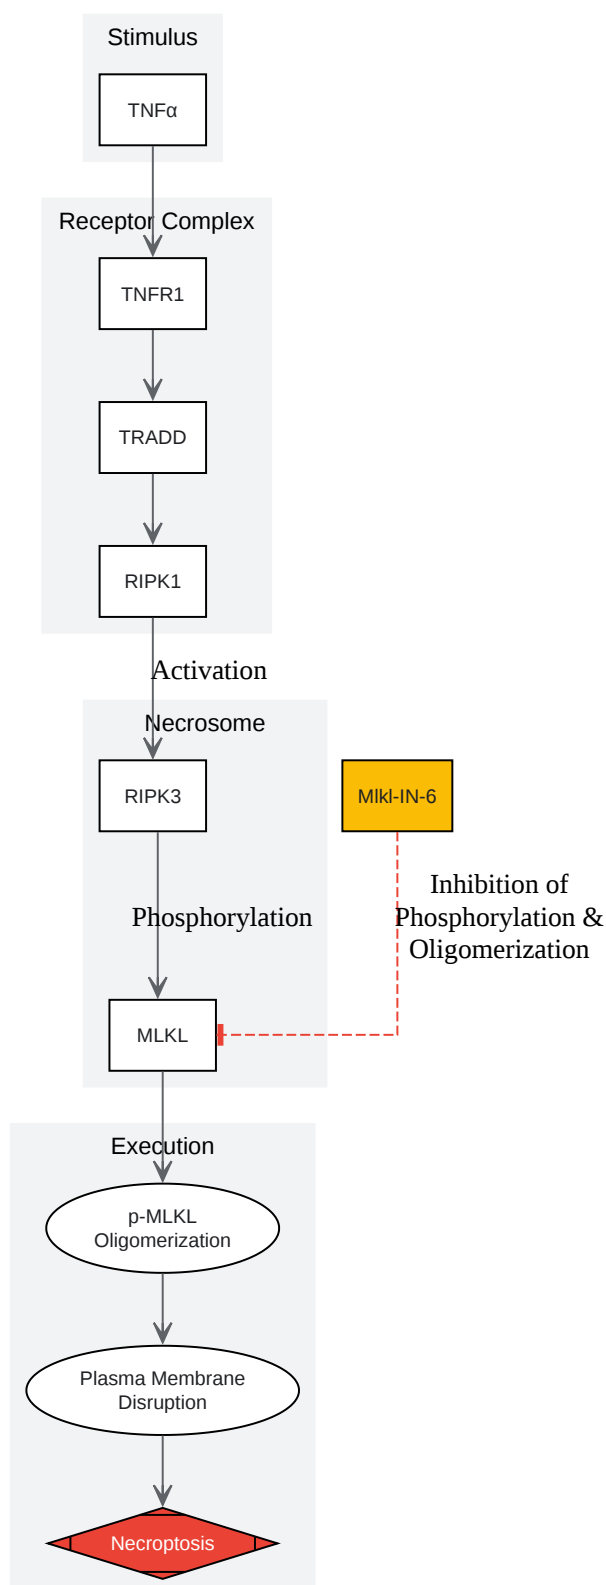 Stimulus
TNFα
Receptor Complex
TNFR1
TRADD
RIPK1
Activation
Necrosome
RIPK3
Mlkl-IN-6
Phosphorylation
Inhibition of
Phosphorylation &
Oligomerization
MLKL
Execution
p-MLKL
Oligomerization
Plasma Membrane
Disruption
Necroptosis